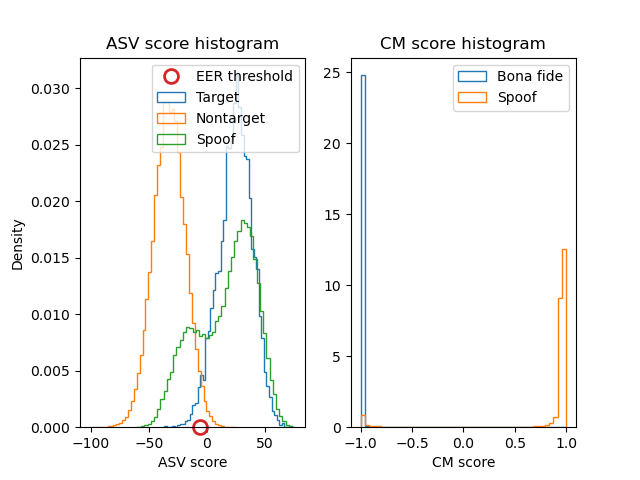 ASV score histogram
EER threshold
Target
Nontarget
Spoof
0.030
0.025
0.020
0.015
0.010
0.005
0.000
Density
−100
−50
0
50
ASV score
CM score histogram
Bona fide
Spoof
25
20
15
10
5
0
−1.0
−0.5
0.0
0.5
1.0
CM score